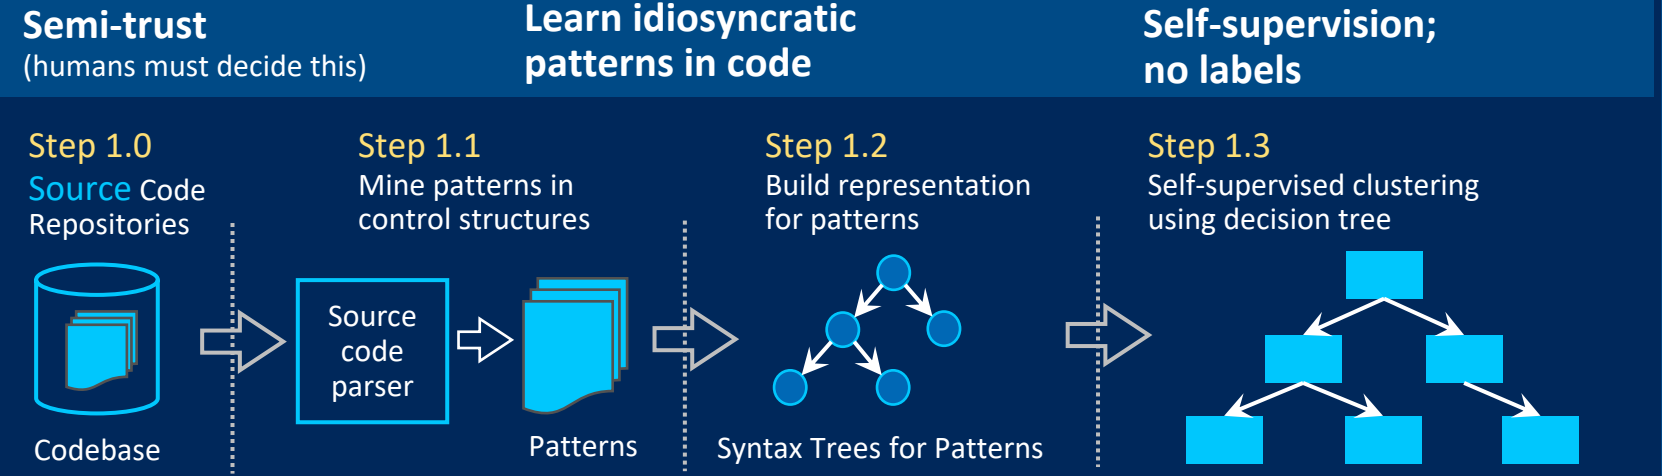 Semi-trust
(humans must decide this)
Learn idiosyncratic
patterns in code
Self-supervision;
no labels
Step 1.0
Source Code
Repositories
Codebase
Step 1.1
Mine patterns in
control structures
Source
code
parser
Patterns
Step 1.2
Build representation
for patterns
Syntax Trees for Patterns
Step 1.3
Self-supervised clustering
using decision tree